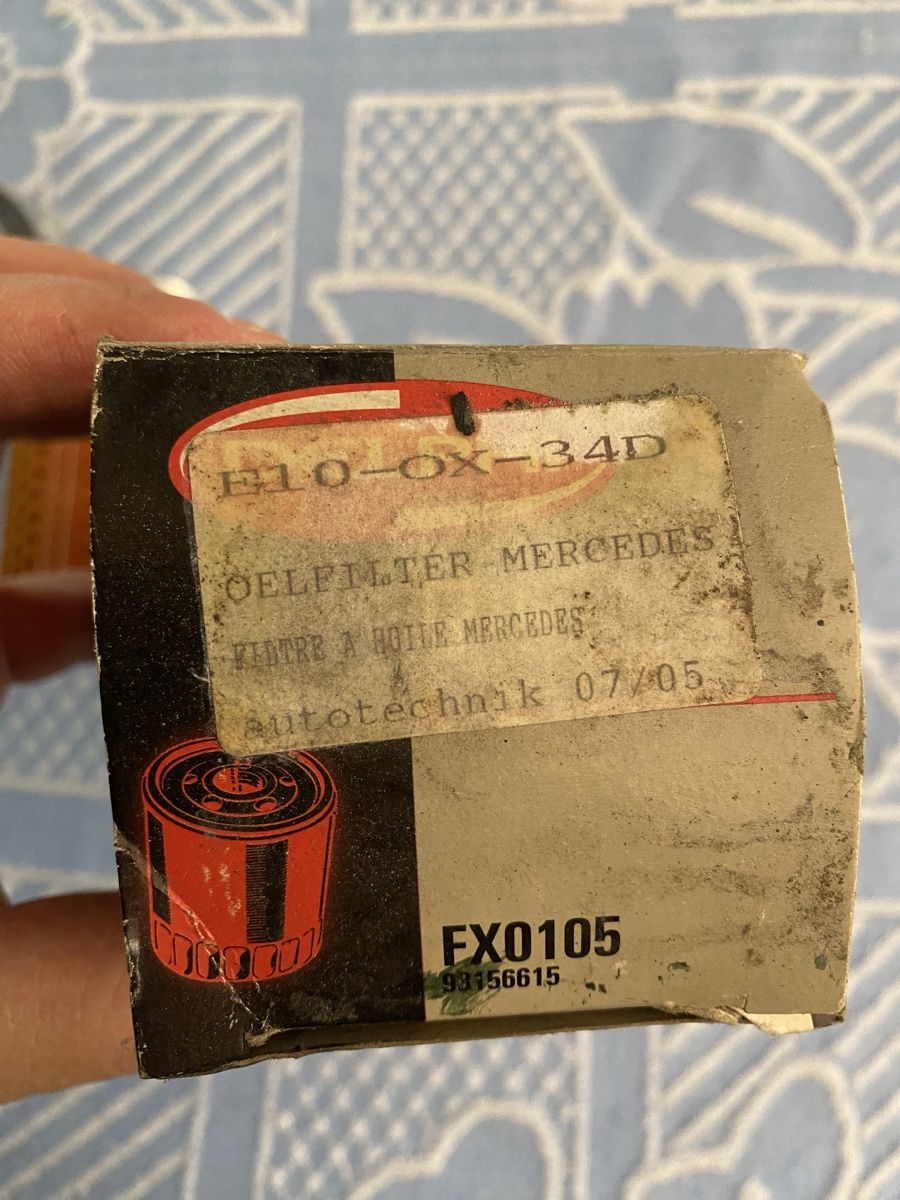 E10-OX-34D
OELFILTER MERCEDES
FILTRE A HUILE MERCEDES
autotechnik 07/05
FX0105
93156615